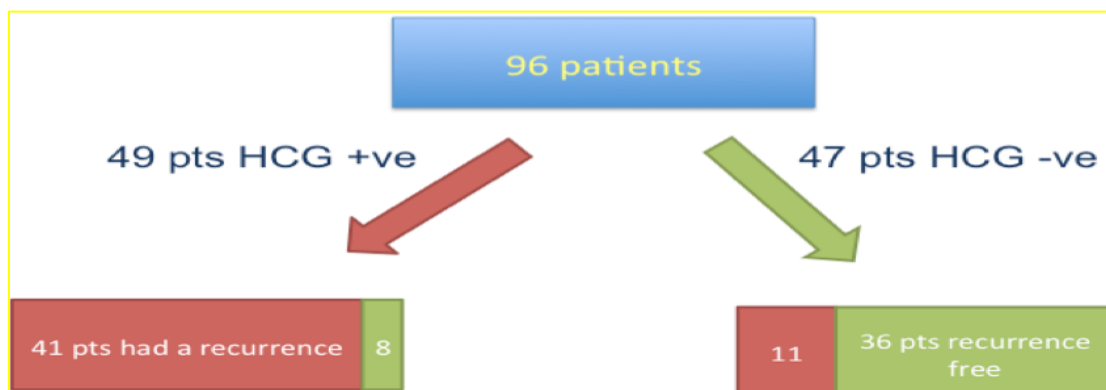 96 patients
49 pts HCG +ve
47 pts HCG -ve
41 pts had a recurrence
8
11
36 pts recurrence
free